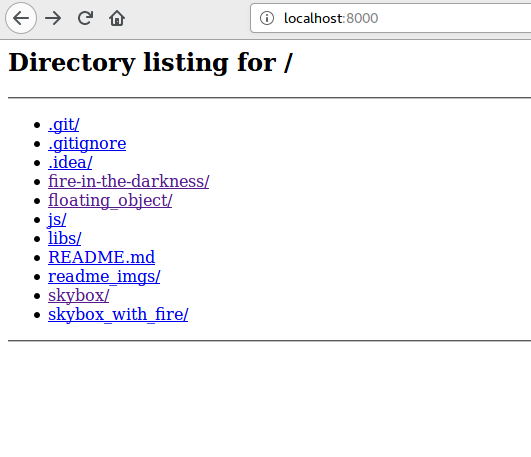 localhost:8000
Directory listing for /
.git/
.gitignore
.idea/
fire-in-the-darkness/
floating_object/
js/
libs/
README.md
readme_imgs/
skybox/
skybox_with_fire/